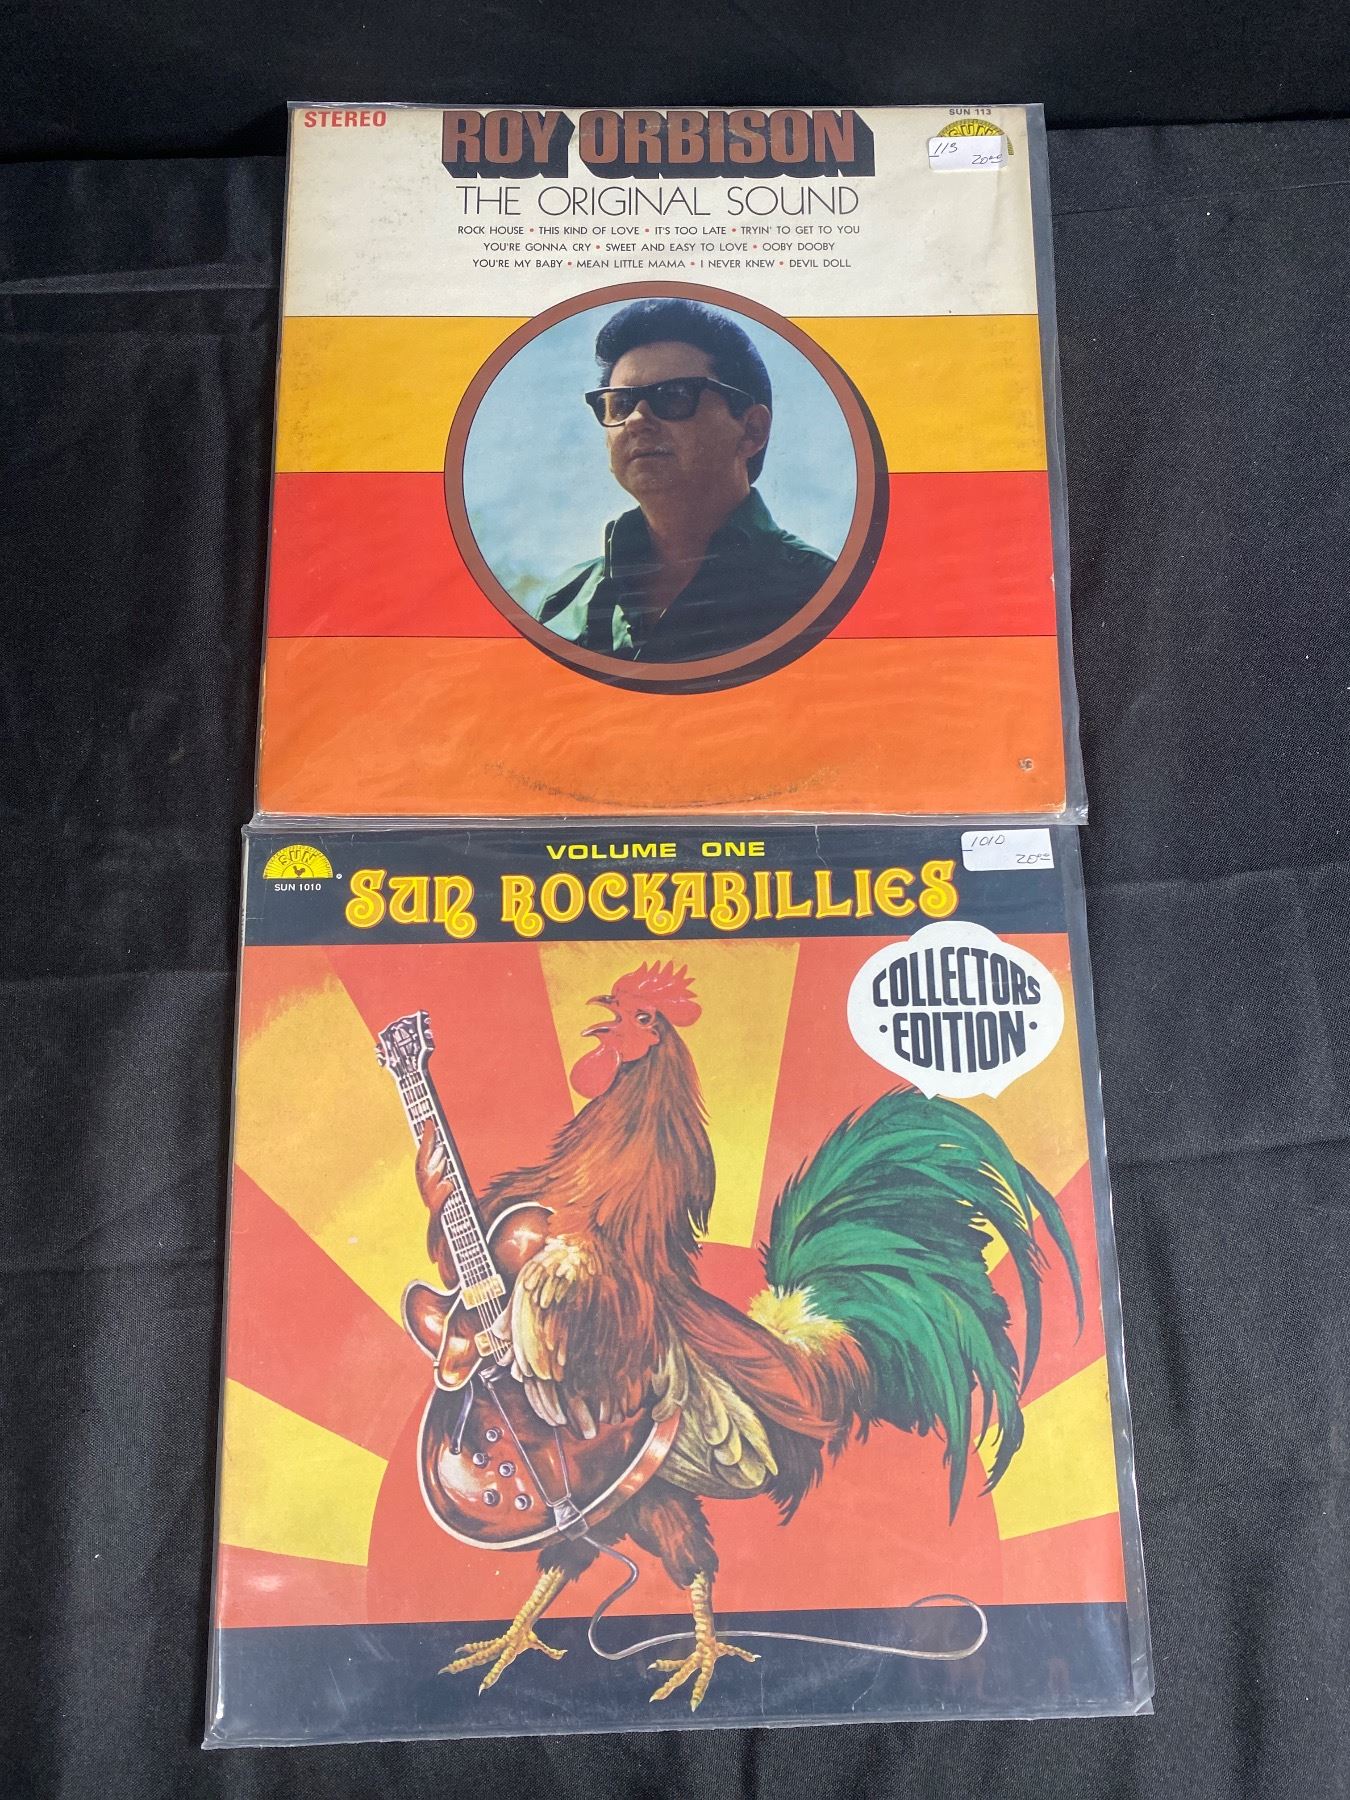 STEREO
SUN 113
ROY ORBISON
SUN
113
20.00
THE ORIGINAL SOUND
ROCK HOUSE • THIS KIND OF LOVE • IT'S TOO LATE • TRYIN' TO GET TO YOU
YOU'RE GONNA CRY • SWEET AND EASY TO LOVE • OOBY DOOBY
YOU'RE MY BABY • MEAN LITTLE MAMA • I NEVER KNEW • DEVIL DOLL
VOLUME ONE
1010
20.00
SUN
SUN 1010
SUN ROCKABILLIES
COLLECTORS
• EDITION •